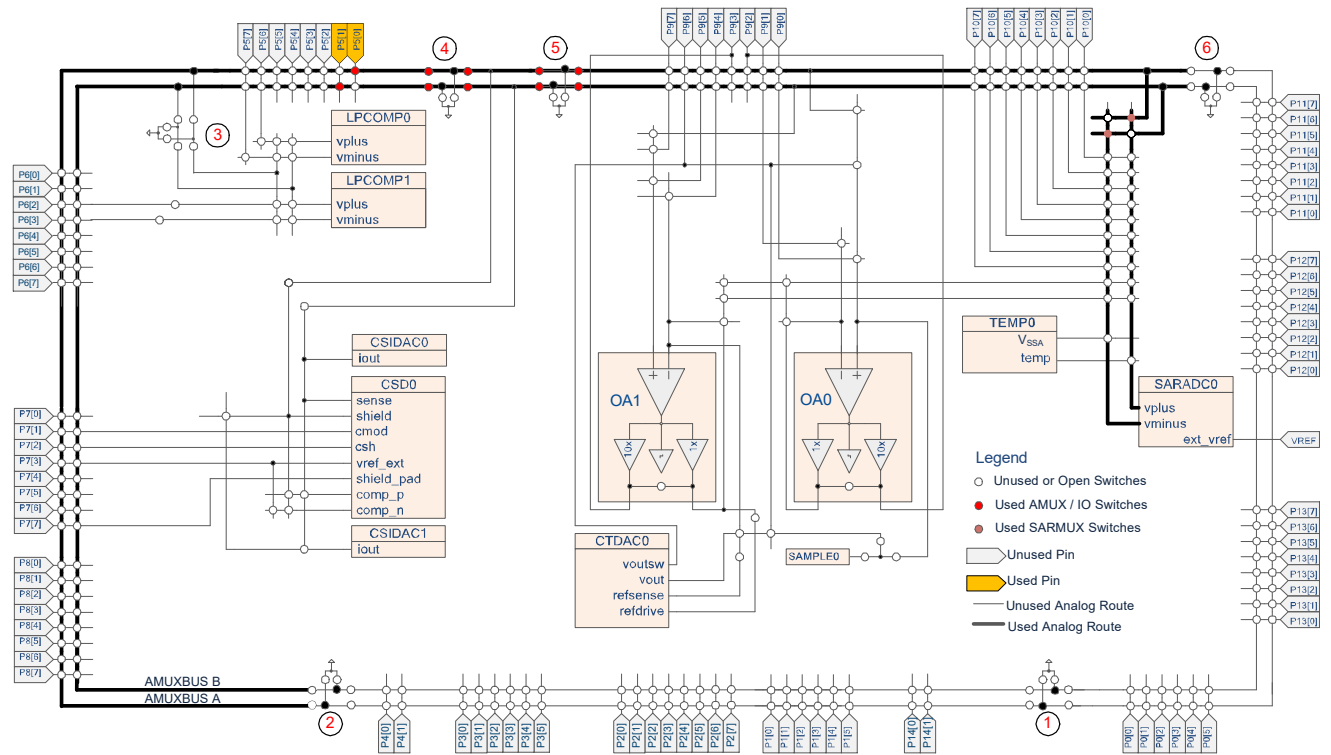 P5[7]
P5[6]
P5[5]
P5[4]
P5[3]
P5[2]
P5[1]
P5[0]
P9[7]
P9[6]
P9[5]
P9[4]
P9[3]
P9[2]
P9[1]
P9[0]
P10[7]
P10[6]
P10[5]
P10[4]
P10[3]
P10[2]
P10[1]
P10[0]
4
5
6
3
LPCOMP0
vplus
vminus
LPCOMP1
vplus
vminus
P6[0]
P6[1]
P6[2]
P6[3]
P6[4]
P6[5]
P6[6]
P6[7]
P11[7]
P11[6]
P11[5]
P11[4]
P11[3]
P11[2]
P11[1]
P11[0]
P12[7]
P12[6]
P12[5]
P12[4]
P12[3]
P12[2]
P12[1]
P12[0]
CSIDAC0
iout
CSD0
sense
shield
cmod
csh
vref_ext
shield_pad
comp_p
comp_n
CSIDAC1
iout
P7[0]
P7[1]
P7[2]
P7[3]
P7[4]
P7[5]
P7[6]
P7[7]
P8[0]
P8[1]
P8[2]
P8[3]
P8[4]
P8[5]
P8[6]
P8[7]
OA1
+ −
10x
1x
OA0
− +
1x
10x
TEMP0
VSSA
temp
SARADC0
vplus
vminus
ext_vref
VREF
CTDAC0
voutsw
vout
refsense
refdrive
SAMPLE0
Legend
Unused or Open Switches
Used AMUX / IO Switches
Used SARMUX Switches
Unused Pin
Used Pin
Unused Analog Route
Used Analog Route
P13[7]
P13[6]
P13[5]
P13[4]
P13[3]
P13[2]
P13[1]
P13[0]
AMUXBUS B
AMUXBUS A
2
1
P4[0]
P4[1]
P3[0]
P3[1]
P3[2]
P3[3]
P3[4]
P3[5]
P2[0]
P2[1]
P2[2]
P2[3]
P2[4]
P2[5]
P2[6]
P2[7]
P1[0]
P1[1]
P1[2]
P1[3]
P1[4]
P1[5]
P14[0]
P14[1]
P0[0]
P0[1]
P0[2]
P0[3]
P0[4]
P0[5]